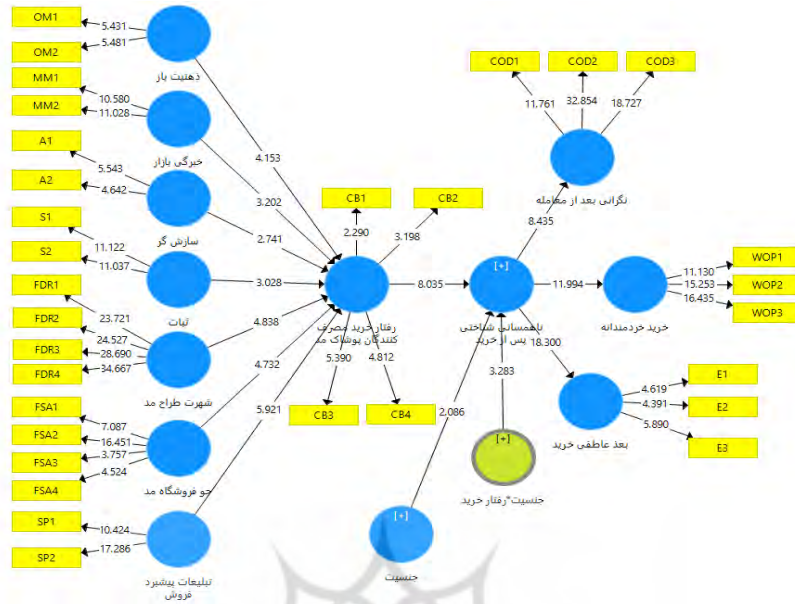 OM1
5.431
5.481
OM2
ذهنیت باز
MM1
10.580
MM2
11.028
خبرگی بازار
A1
5.543
A2
4.642
سازش گر
S1
11.122
S2
11.037
ثبات
FDR1
23.721
FDR2
24.527
FDR3
28.690
FDR4
34.667
شهرت طراح مد
FSA1
7.087
FSA2
16.451
FSA3
3.757
FSA4
4.524
جو فروشگاه مد
SP1
10.424
SP2
17.286
تبلیغات پیشبرد
فروش
4.153
3.202
2.741
3.028
4.838
4.732
5.921
CB1
CB2
2.290
3.198
رفتار خرید مصرف
کنندگان پوشاک مد
5.390
4.812
CB3
CB4
8.035
[+]
ناهمسانی شناختی
پس از خرید
2.086
3.283
[+]
جنسیت*رفتار خرید
[+]
جنسیت
COD1
COD2
COD3
11.761
32.854
18.727
نگرانی بعد از معامله
8.435
11.994
18.300
WOP1
11.130
WOP2
15.253
16.435
WOP3
خرید خردمندانه
E1
4.619
4.391
E2
5.890
E3
بعد عاطفی خرید